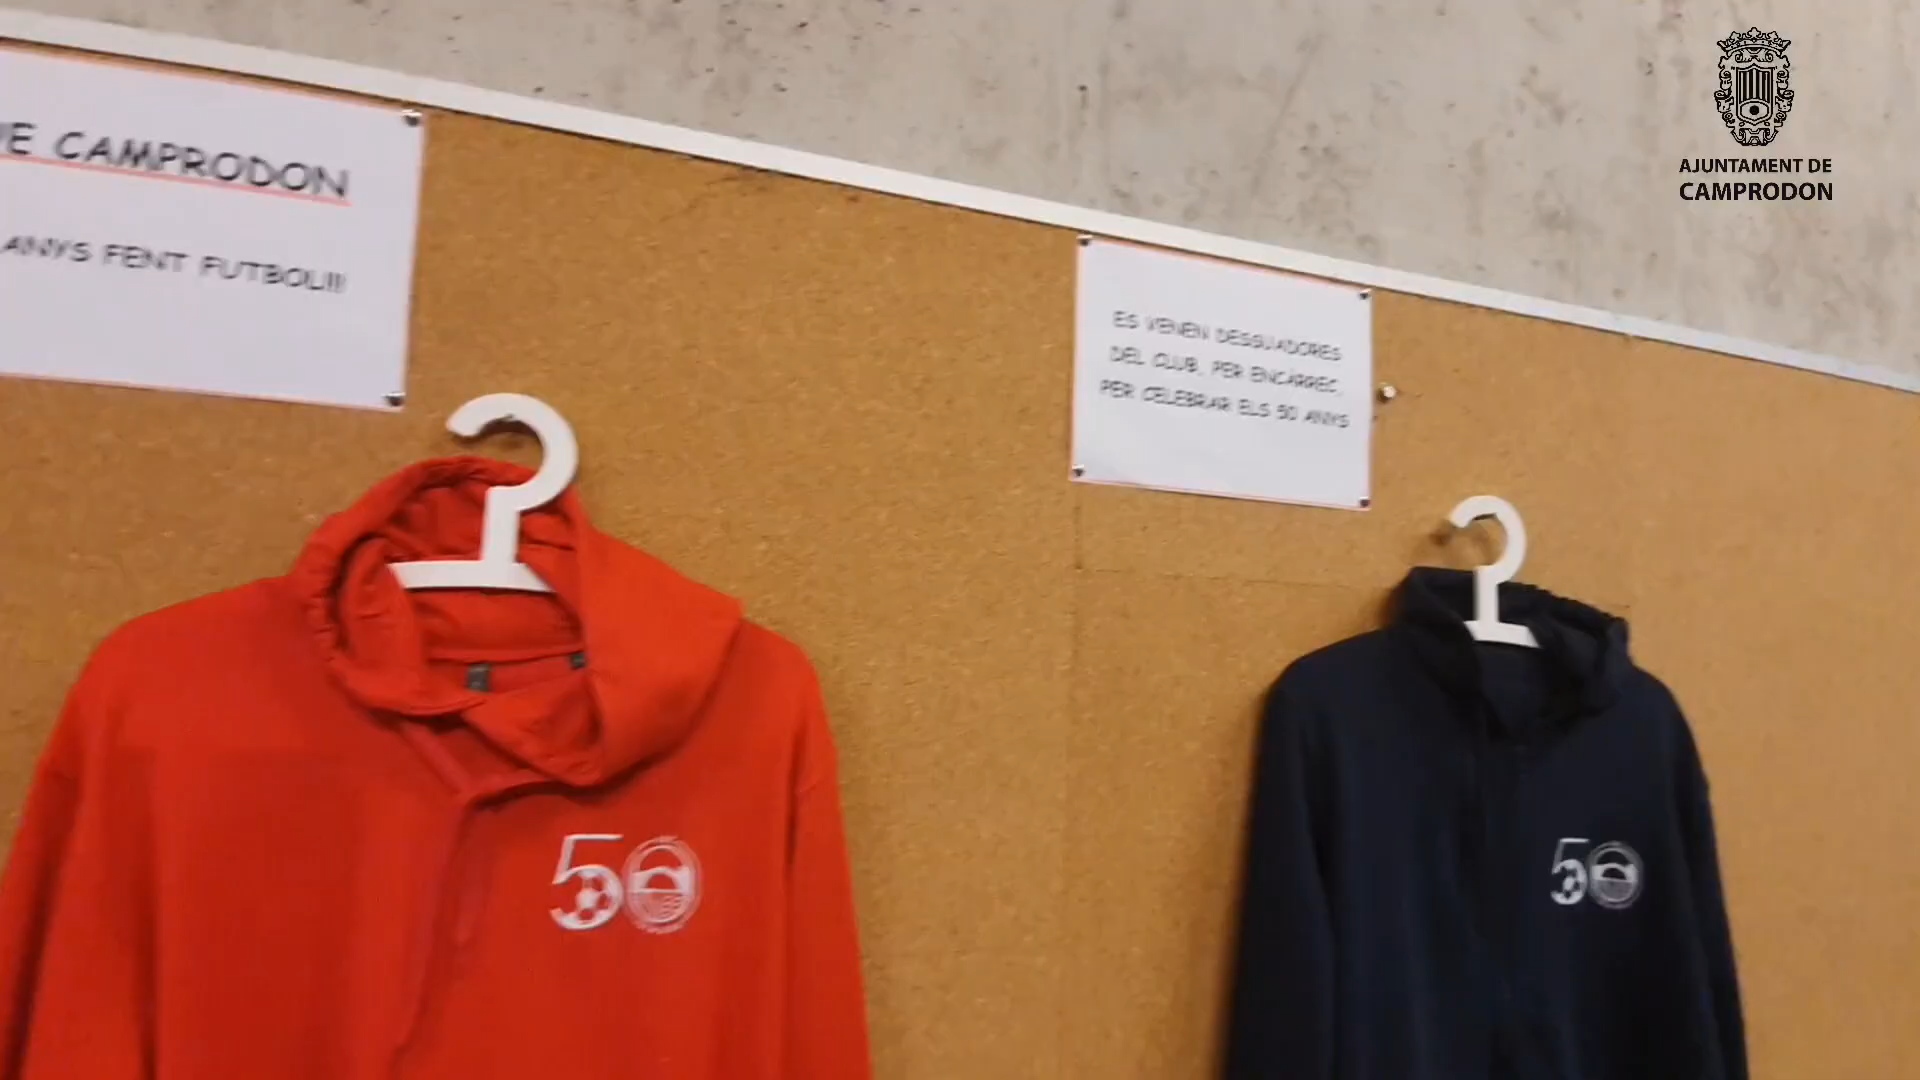 CAMPRODON
ANYS FENT FUTBOL!!!
ES VENEN DESSUADORES
DEL CLUB, PER ENCÀRREC,
PER CELEBRAR ELS 50 ANYS
50
50
AJUNTAMENT DE
CAMPRODON